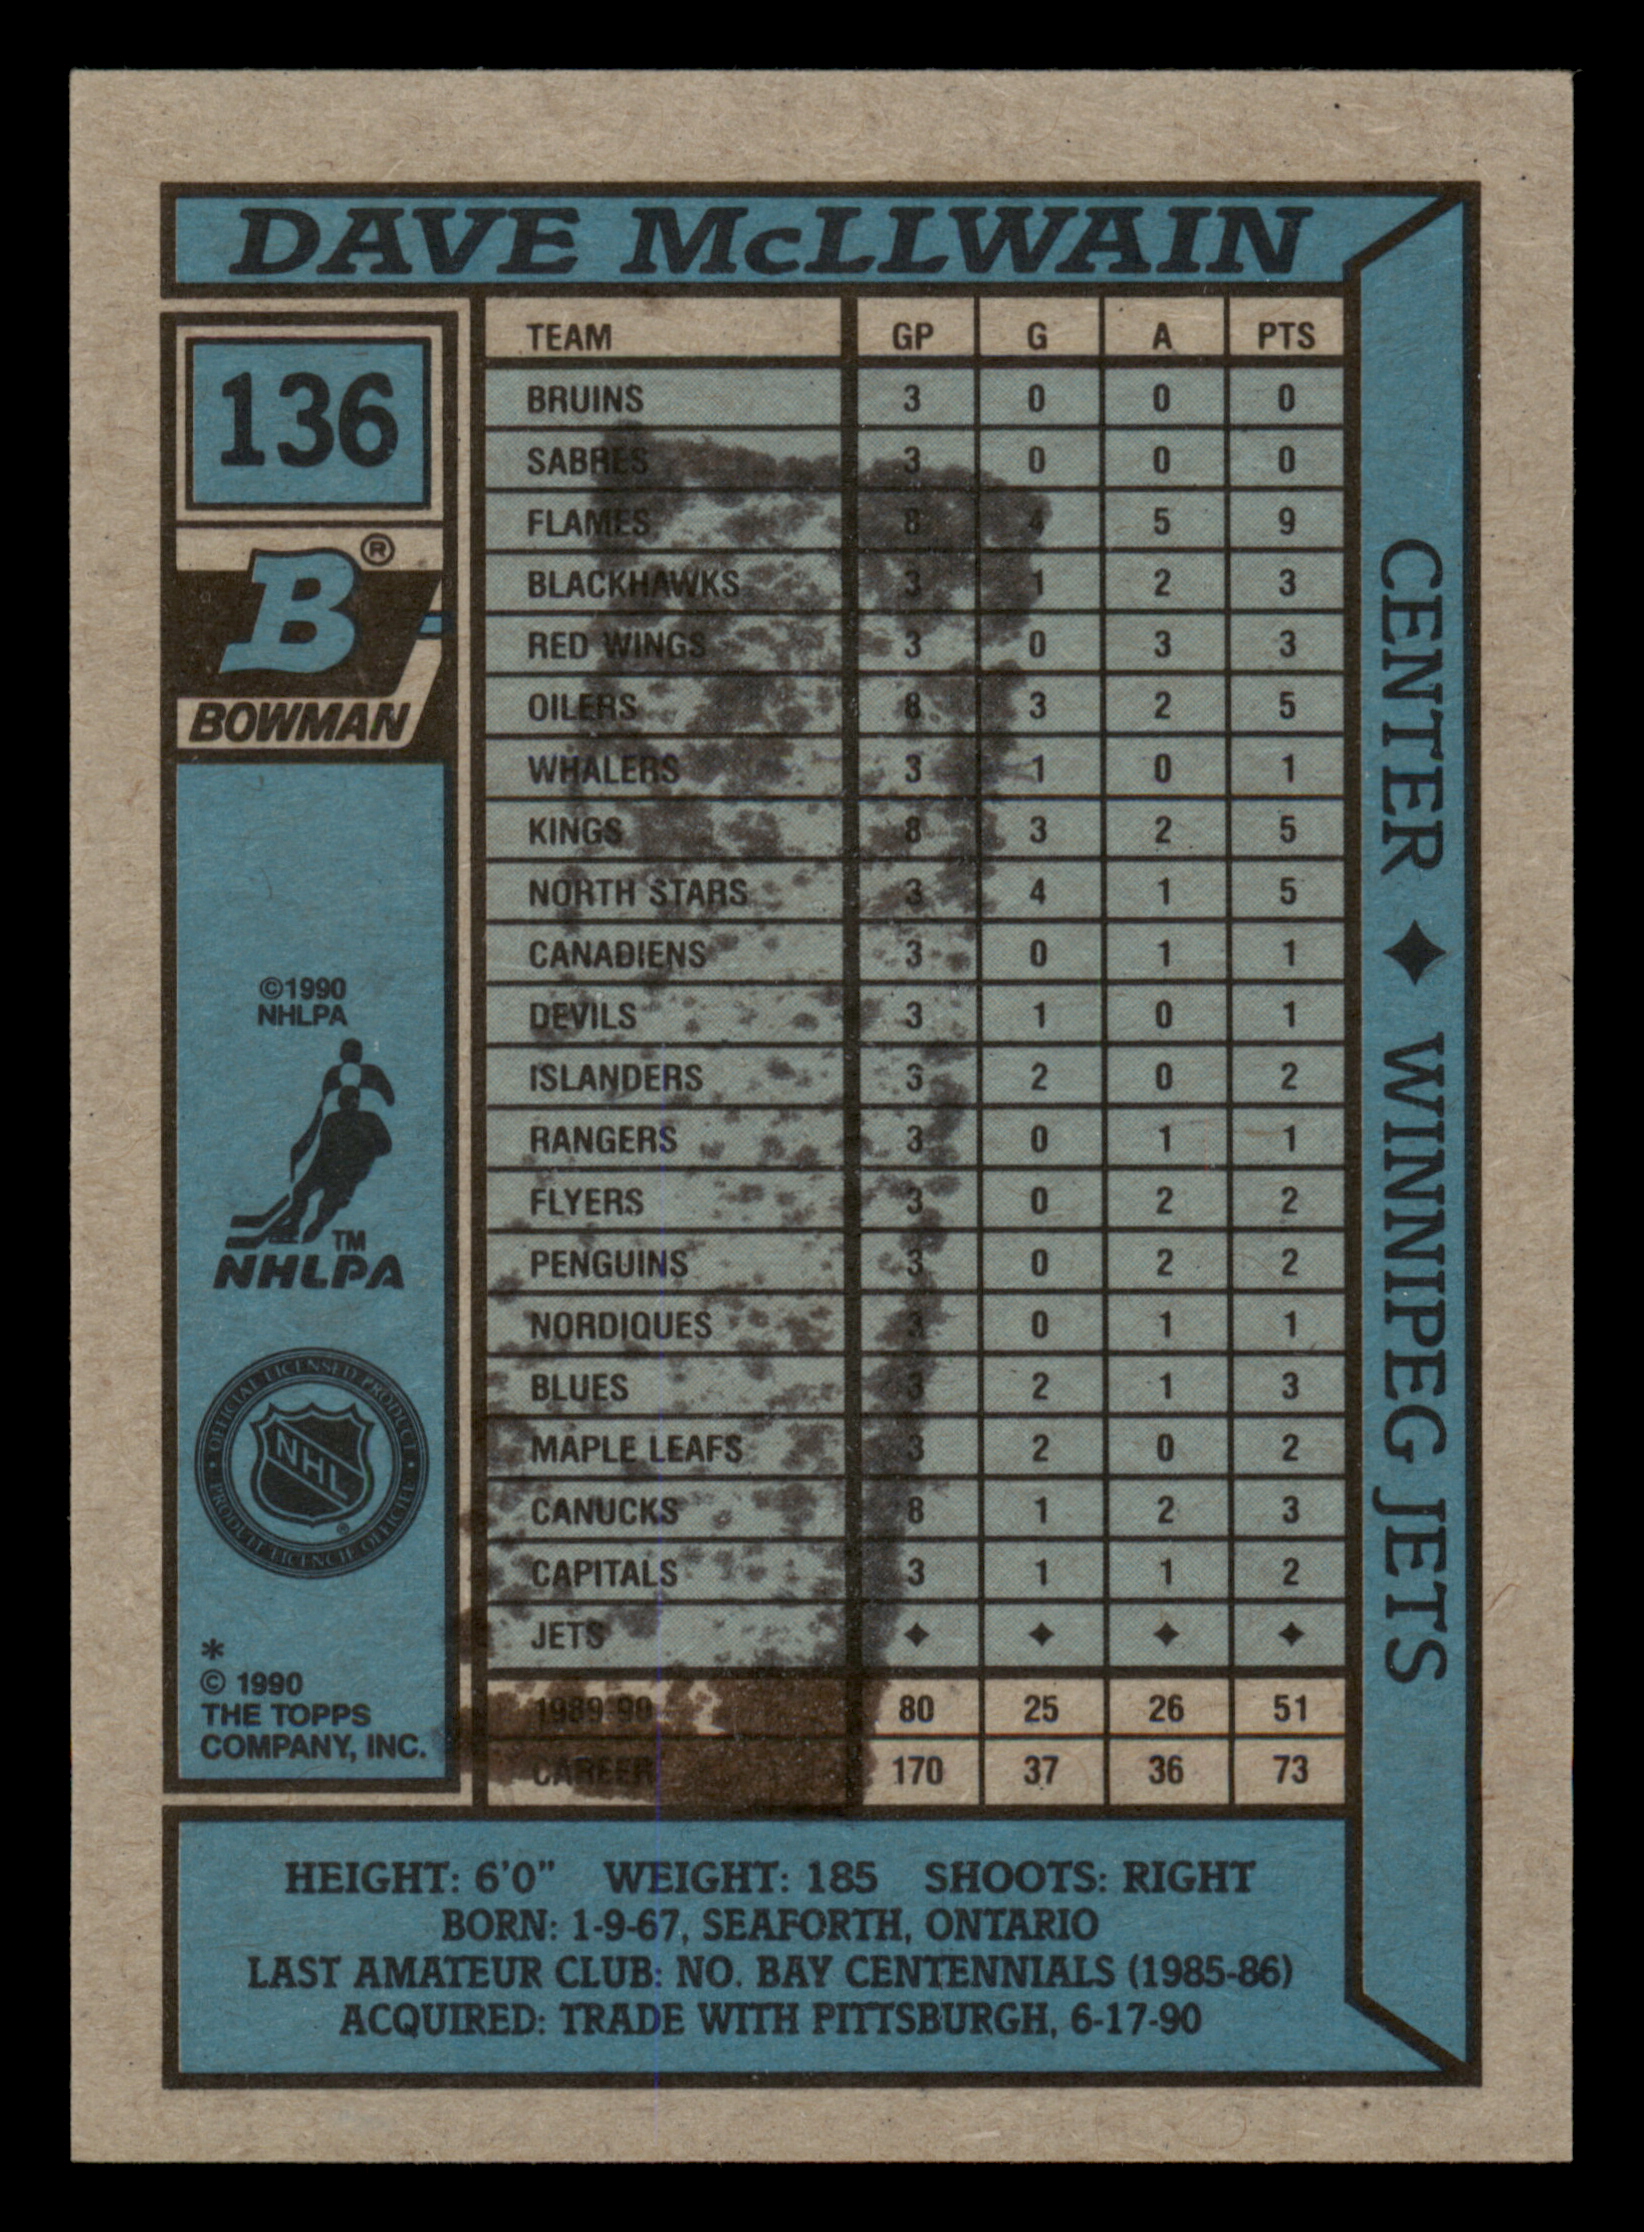 DAVE McLLWAIN
136
B®
BOWMAN
©1990
NHLPA
TM
NHLPA
OFFICIAL LICENSED PRODUCT
NHL
®
PRODUIT LICENCIE OFFICIEL
*
© 1990
THE TOPPS
COMPANY, INC.
TEAM GP G A PTS
BRUINS 3 0 0 0
SABRES 3 0 0 0
FLAMES 8 4 5 9
BLACKHAWKS 3 1 2 3
RED WINGS 3 0 3 3
OILERS 8 3 2 5
WHALERS 3 1 0 1
KINGS 8 3 2 5
NORTH STARS 3 4 1 5
CANADIENS 3 0 1 1
DEVILS 3 1 0 1
ISLANDERS 3 2 0 2
RANGERS 3 0 1 1
FLYERS 3 0 2 2
PENGUINS 3 0 2 2
NORDIQUES 3 0 1 1
BLUES 3 2 1 3
MAPLE LEAFS 3 2 0 2
CANUCKS 8 1 2 3
CAPITALS 3 1 1 2
JETS ✦ ✦ ✦ ✦
1989-90 80 25 26 51
CAREER 170 37 36 73
CENTER ✦ WINNIPEG JETS
HEIGHT: 6'0" WEIGHT: 185 SHOOTS: RIGHT
BORN: 1-9-67, SEAFORTH, ONTARIO
LAST AMATEUR CLUB: NO. BAY CENTENNIALS (1985-86)
ACQUIRED: TRADE WITH PITTSBURGH, 6-17-90